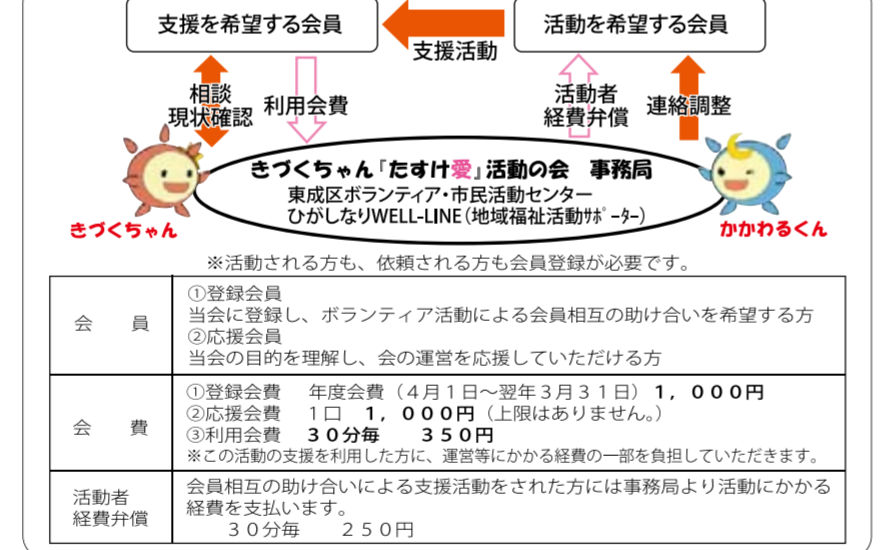 支援を希望する会員
活動を希望する会員
支援活動
相談
現状確認
利用会費
活動者
経費弁償
連絡調整
きづくちゃん『たすけ愛』活動の会　事務局
東成区ボランティア・市民活動センター
ひがしなりWELL-LINE（地域福祉活動ｻﾎﾟｰﾀｰ）
きづくちゃん
かかわるくん
※活動される方も、依頼される方も会員登録が必要です。
会　員
①登録会員
当会に登録し、ボランティア活動による会員相互の助け合いを希望する方
②応援会員
当会の目的を理解し、会の運営を応援していただける方
会　費
①登録会費　年度会費（４月１日～翌年３月３１日）１，０００円
②応援会費　１口　１，０００円（上限はありません。）
③利用会費　３０分毎　３５０円
※この活動の支援を利用した方に、運営等にかかる経費の一部を負担していただきます。
活動者
経費弁償
会員相互の助け合いによる支援活動をされた方には事務局より活動にかかる
経費を支払います。
３０分毎　２５０円